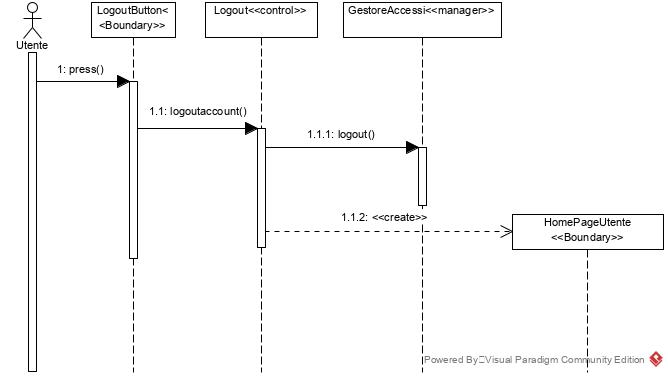 LogoutButton<
<Boundary>>
Logout<<control>>
GestoreAccessi<<manager>>
Utente
1: press()
1.1: logoutaccount()
1.1.1: logout()
1.1.2: <<create>>
HomePageUtente
<<Boundary>>
Powered By Visual Paradigm Community Edition